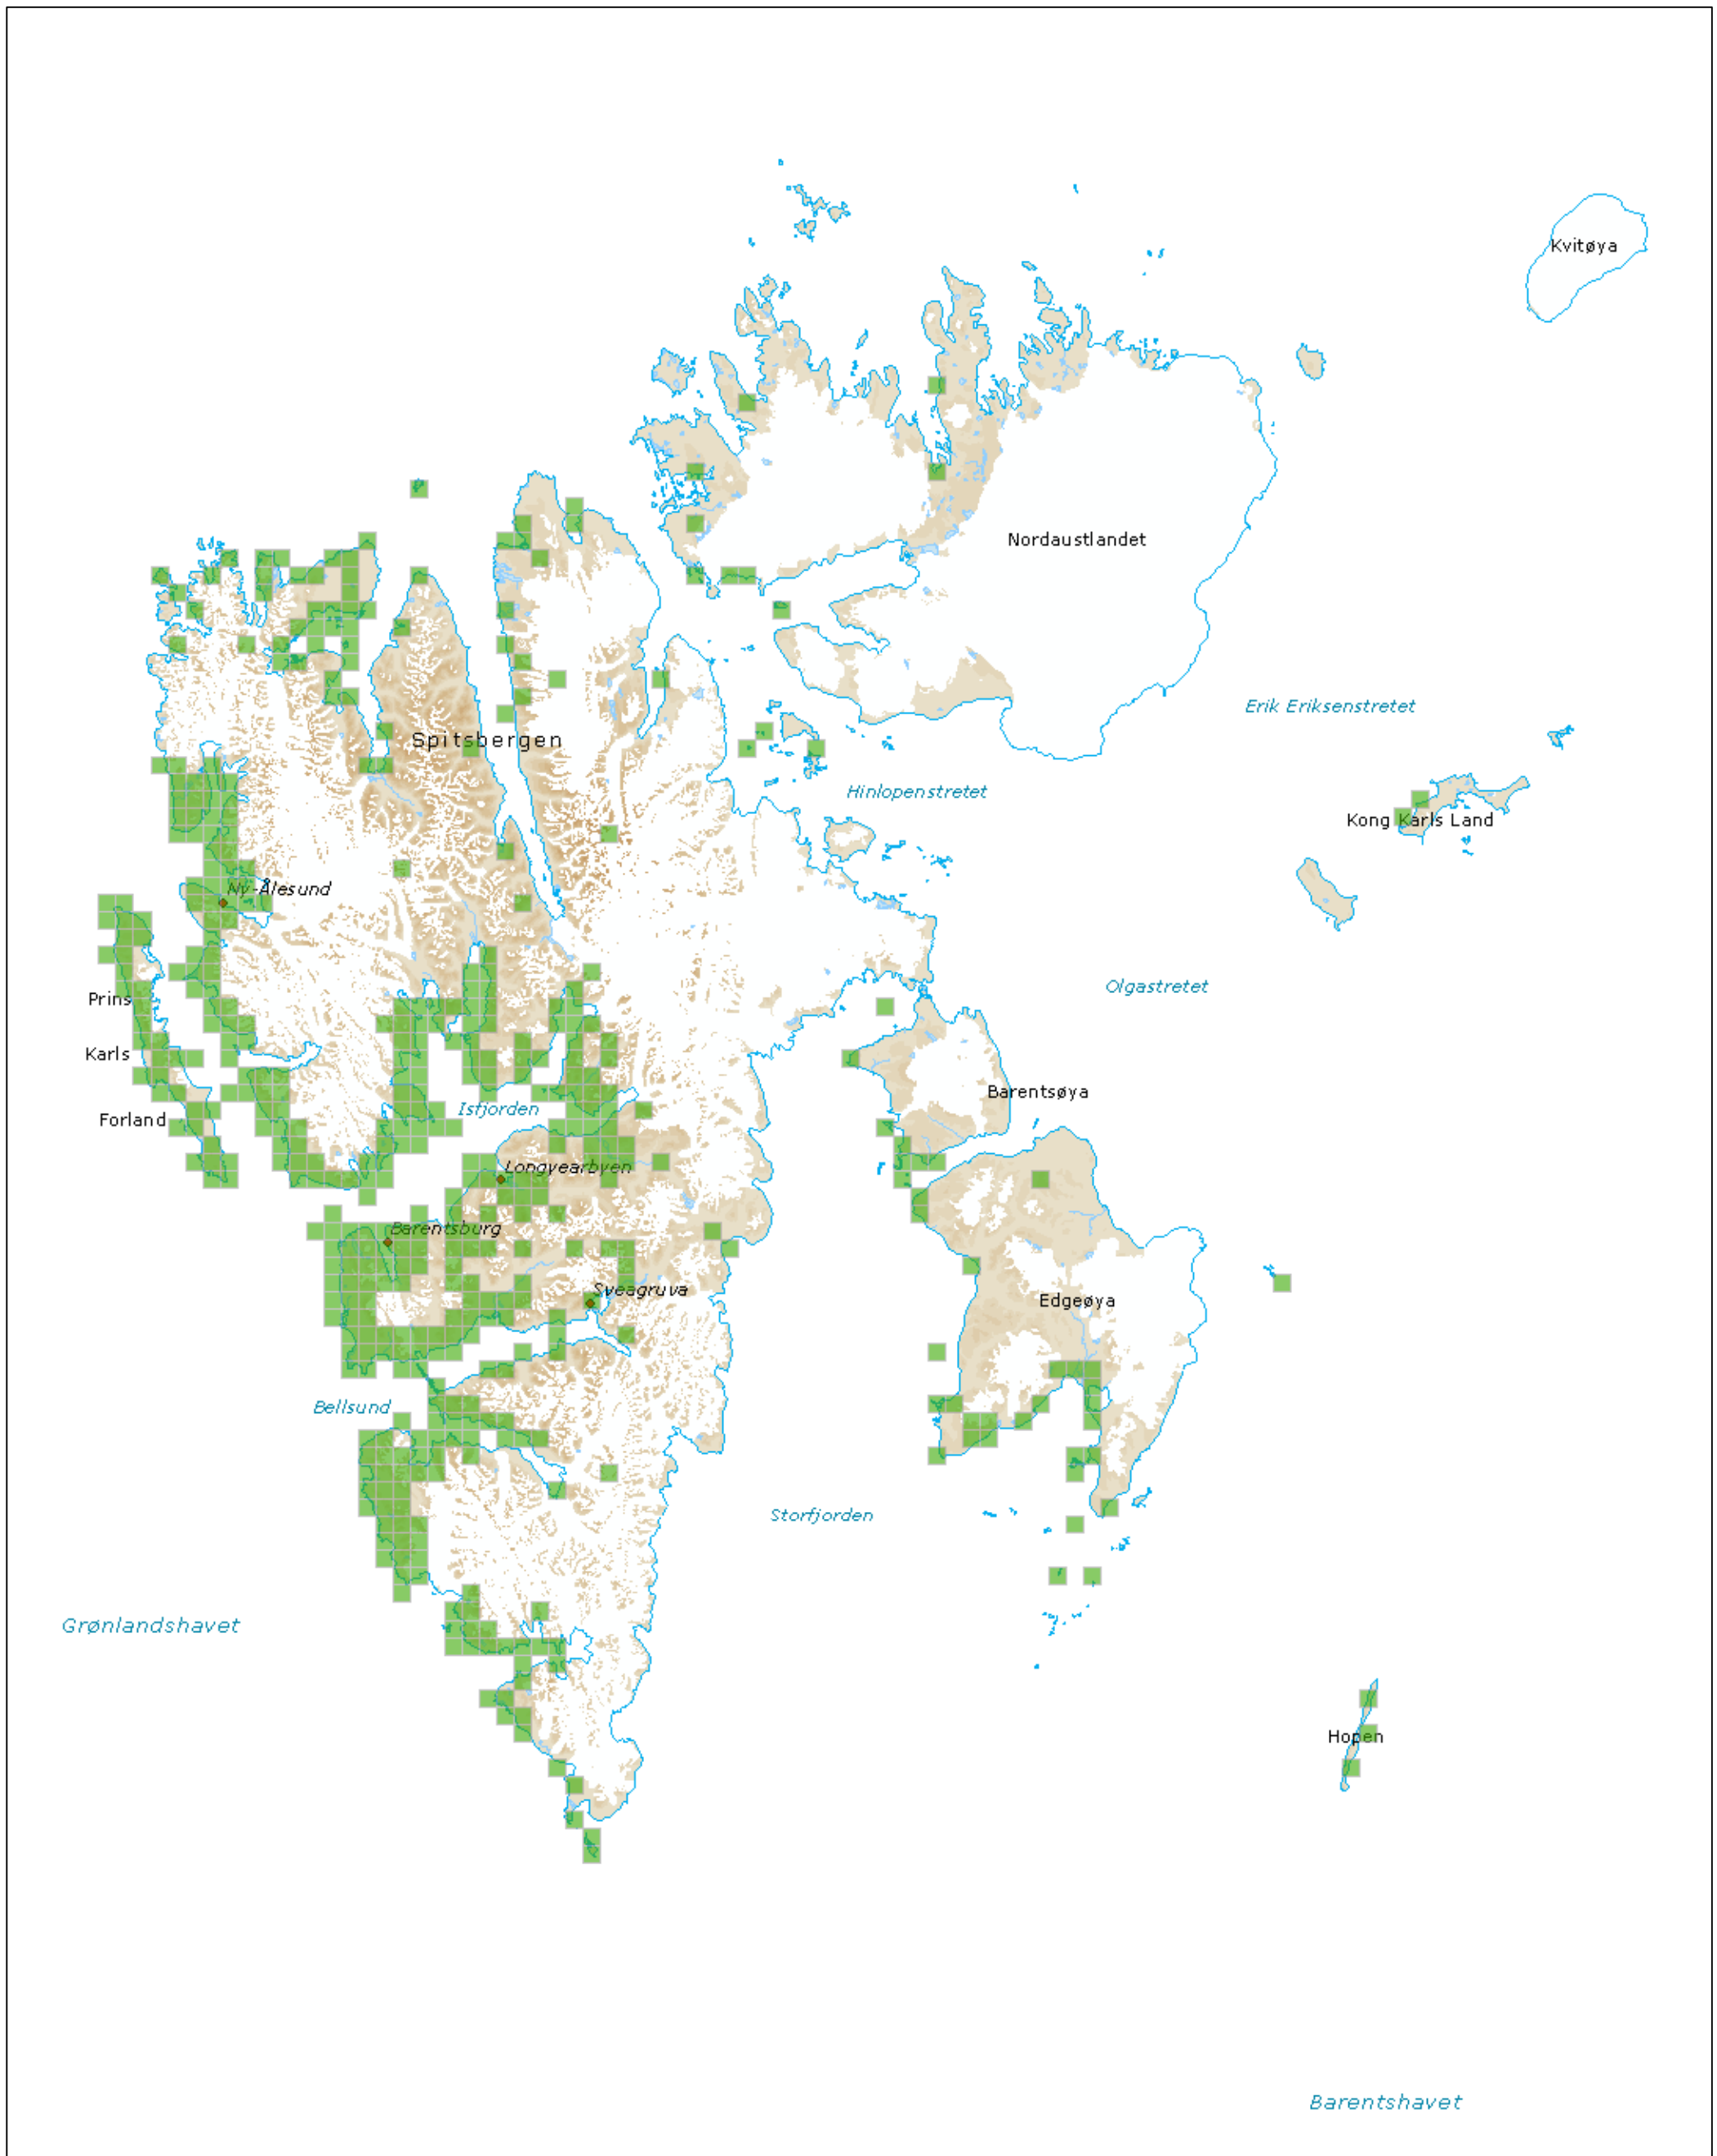 Kvitøya
Nordaustlandet
Erik Eriksenstretet
Spitsbergen
Hinlopenstretet
Kong Karls Land
Ny-Ålesund
Olgastretet
Prins
Karls
Forland
Barentsøya
Isfjorden
Longyearbyen
Barentsburg
Sveagruva
Edgeøya
Bellsund
Storfjorden
Grønlandshavet
Hopen
Barentshavet